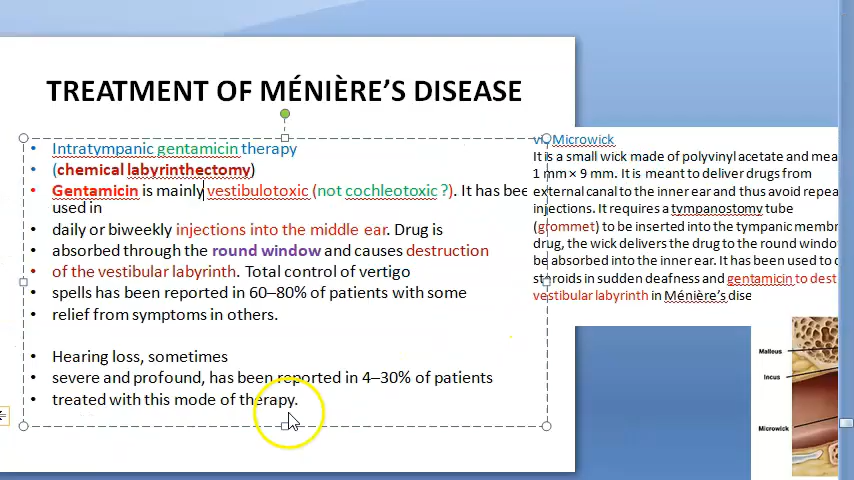 TREATMENT OF MÉNIÈRE'S DISEASE
• Intratympanic gentamicin therapy
• (chemical labyrinthectomy)
• Gentamicin is mainly vestibulotoxic (not cochleotoxic ?). It has been
used in
• daily or biweekly injections into the middle ear. Drug is
• absorbed through the round window and causes destruction
• of the vestibular labyrinth. Total control of vertigo
• spells has been reported in 60–80% of patients with some
• relief from symptoms in others.
• Hearing loss, sometimes
• severe and profound, has been reported in 4–30% of patients
• treated with this mode of therapy.
Microwick
It is a small wick made of polyvinyl acetate and mea
1 mm × 9 mm. It is meant to deliver drugs from
external canal to the inner ear and thus avoid repea
injections. It requires a tympanostomy tube
(grommet) to be inserted into the tympanic membr
drug, the wick delivers the drug to the round windo
be absorbed into the inner ear. It has been used to
steroids in sudden deafness and gentamicin to dest
vestibular labyrinth in Ménière's dise
Malleus
Incus
Microwick